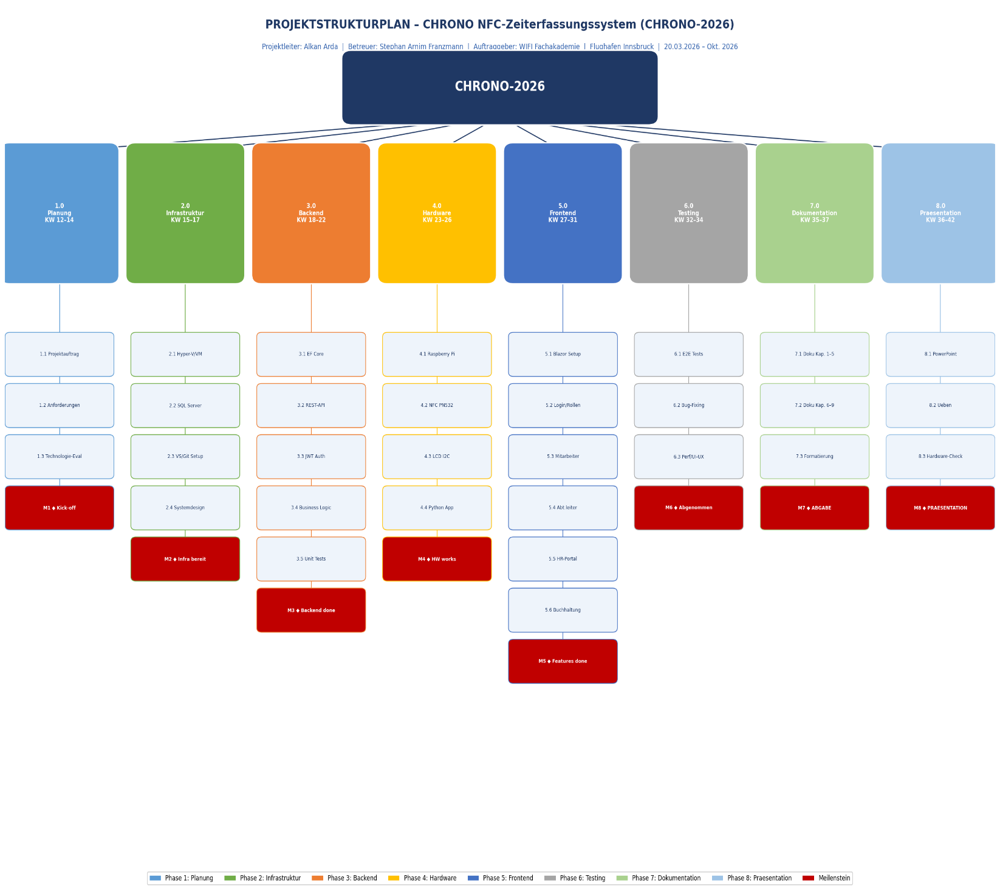 PROJEKTSTRUKTURPLAN – CHRONO NFC-Zeiterfassungssystem (CHRONO-2026)
Projektleiter: Alkan Arda | Betreuer: Stephan Arnim Franzmann | Auftraggeber: WIFI Fachakademie | Flughafen Innsbruck | 20.03.2026 – Okt. 2026
CHRONO-2026
1.0
Planung
KW 12–14
2.0
Infrastruktur
KW 15–17
3.0
Backend
KW 18–22
4.0
Hardware
KW 23–26
5.0
Frontend
KW 27–31
6.0
Testing
KW 32–34
7.0
Dokumentation
KW 35–37
8.0
Praesentation
KW 36–42
1.1 Projektauftrag
1.2 Anforderungen
1.3 Technologie-Eval
M1 ◆ Kick-off
2.1 Hyper-V/VM
2.2 SQL Server
2.3 VS/Git Setup
2.4 Systemdesign
M2 ◆ Infra bereit
3.1 EF Core
3.2 REST-API
3.3 JWT Auth
3.4 Business Logic
3.5 Unit Tests
M3 ◆ Backend done
4.1 Raspberry Pi
4.2 NFC PN532
4.3 LCD I2C
4.4 Python App
M4 ◆ HW works
5.1 Blazor Setup
5.2 Login/Rollen
5.3 Mitarbeiter
5.4 Abt.leiter
5.5 HR-Portal
5.6 Buchhaltung
M5 ◆ Features done
6.1 E2E Tests
6.2 Bug-Fixing
6.3 Perf/UI-UX
M6 ◆ Abgenommen
7.1 Doku Kap. 1–5
7.2 Doku Kap. 6–9
7.3 Formatierung
M7 ◆ ABGABE
8.1 PowerPoint
8.2 Ueben
8.3 Hardware-Check
M8 ◆ PRAESENTATION
Phase 1: Planung
Phase 2: Infrastruktur
Phase 3: Backend
Phase 4: Hardware
Phase 5: Frontend
Phase 6: Testing
Phase 7: Dokumentation
Phase 8: Praesentation
Meilenstein